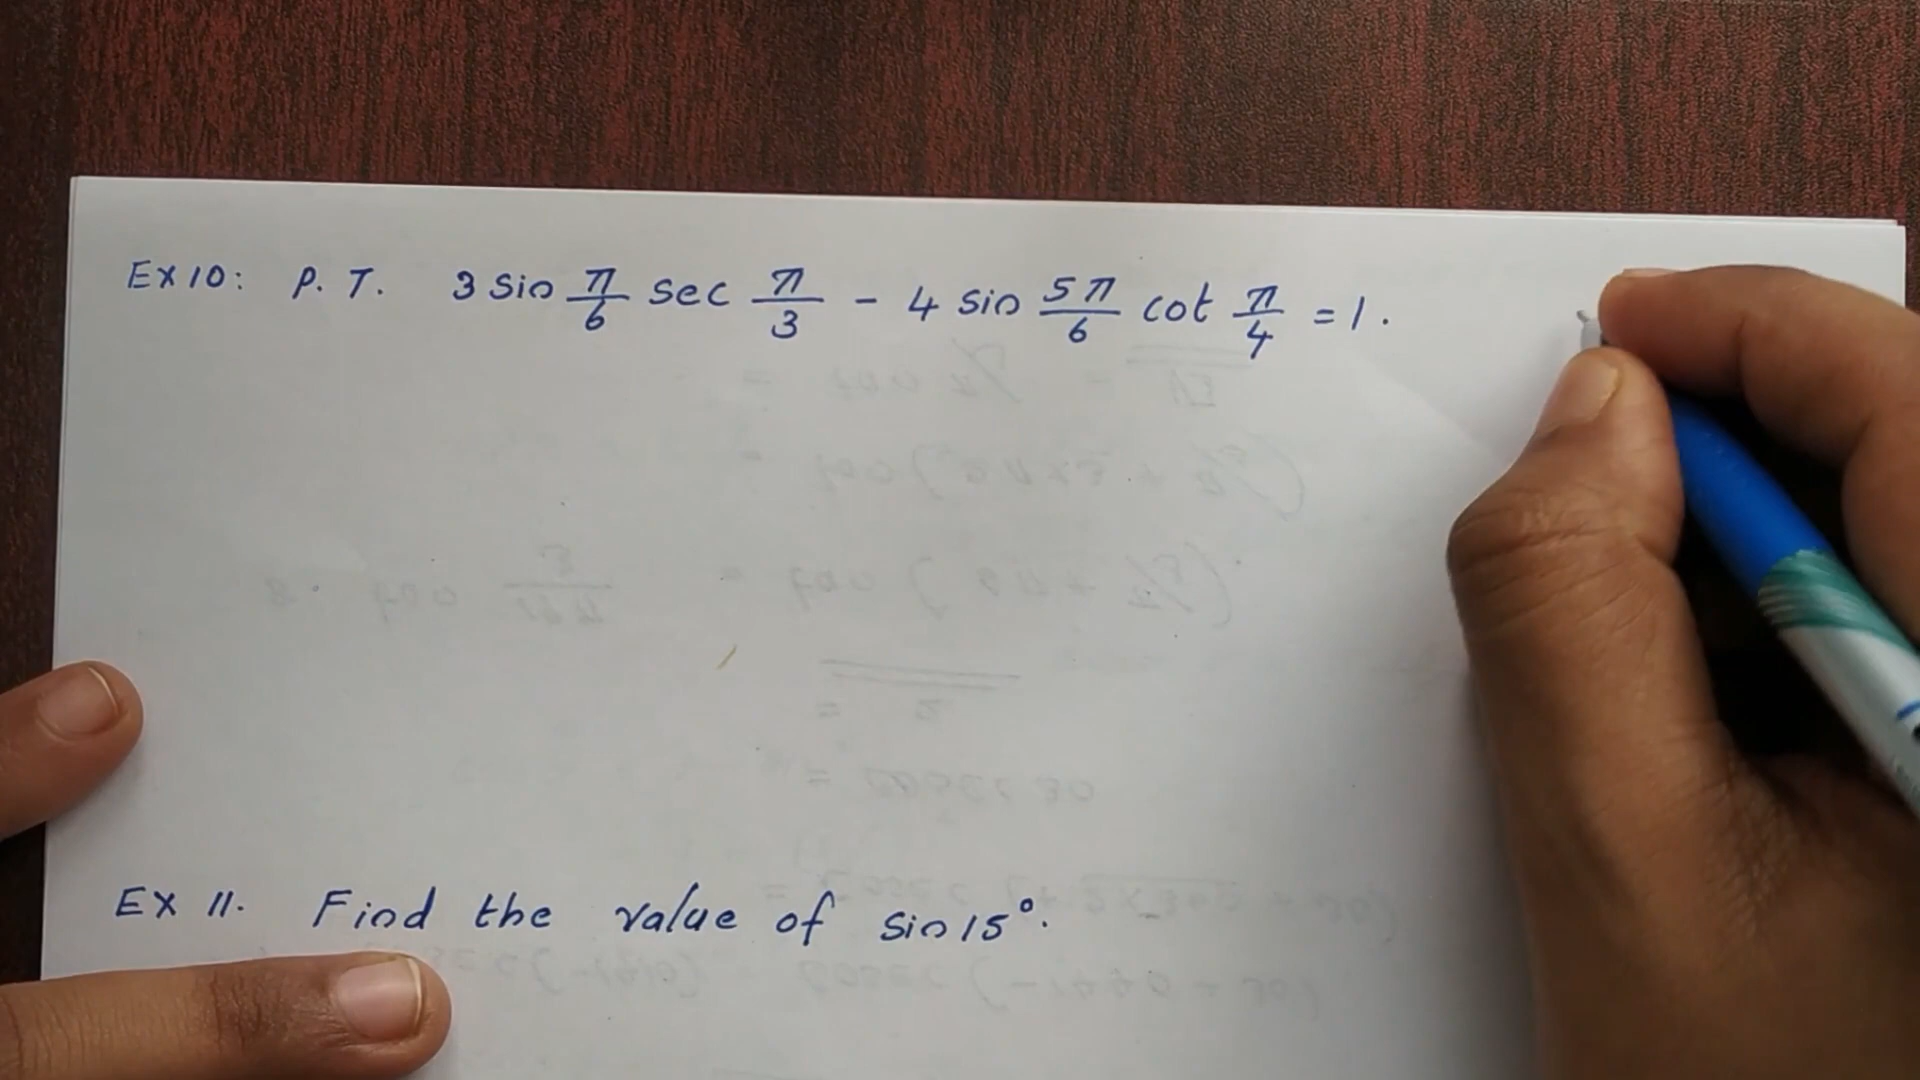 Ex 10: P. T. 3 sin π/6 sec π/3 - 4 sin 5π/6 cot π/4 = 1.
Ex 11. Find the value of sin 15°.